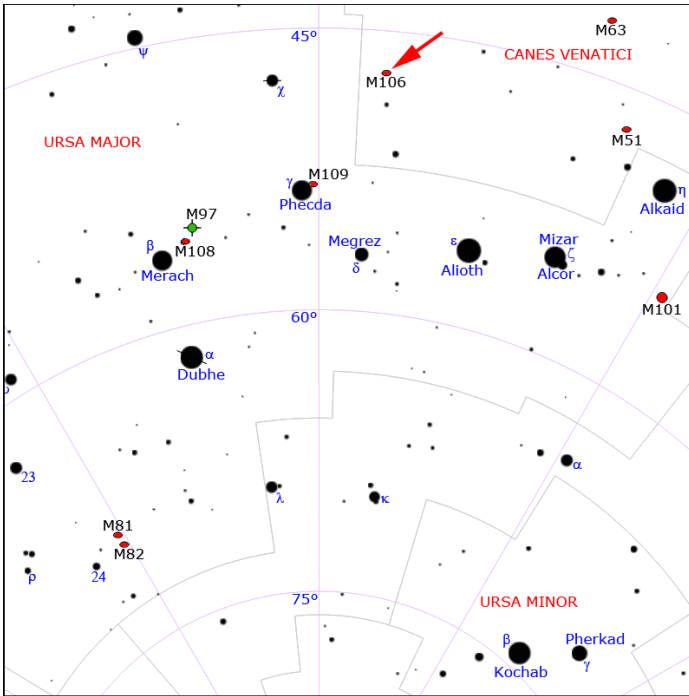 M63
45°
ψ
CANES VENATICI
M106
χ
M51
URSA MAJOR
M109
γ
Phecda
η
Alkaid
M97
β
M108
Merach
Megrez
δ
ε
Alioth
Mizar
ζ
Alcor
M101
60°
α
Dubhe
υ
α
23
λ
κ
M81
M82
24
ρ
75°
URSA MINOR
β
Kochab
Pherkad
γ